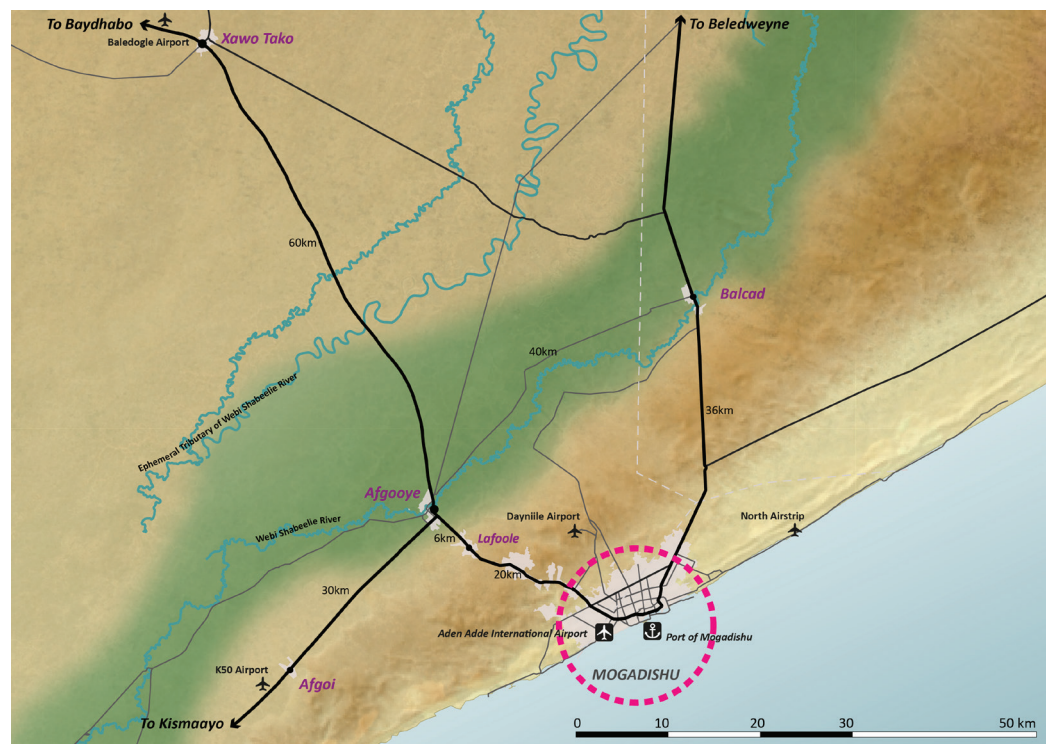 To Baydhabo
Baledogle Airport
Xawo Tako
To Beledweyne
60km
Balcad
40km
36km
Ephemeral Tributary of Webi Shabeelie River
Afgooye
Webi Shabeelie River
6km
Lafoole
Dayniile Airport
North Airstrip
20km
30km
Aden Adde International Airport
Port of Mogadishu
K50 Airport
Afgoi
MOGADISHU
To Kismaayo
0 10 20 30 50 km